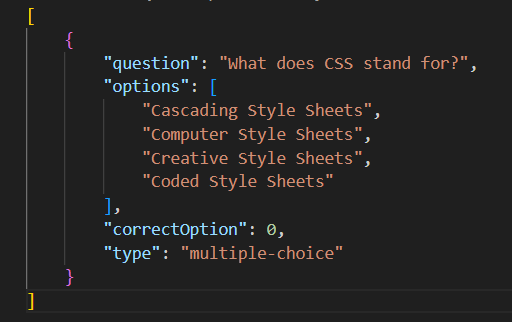 [
    {
        "question": "What does CSS stand for?",
        "options": [
            "Cascading Style Sheets",
            "Computer Style Sheets",
            "Creative Style Sheets",
            "Coded Style Sheets"
        ],
        "correctOption": 0,
        "type": "multiple-choice"
    }
]